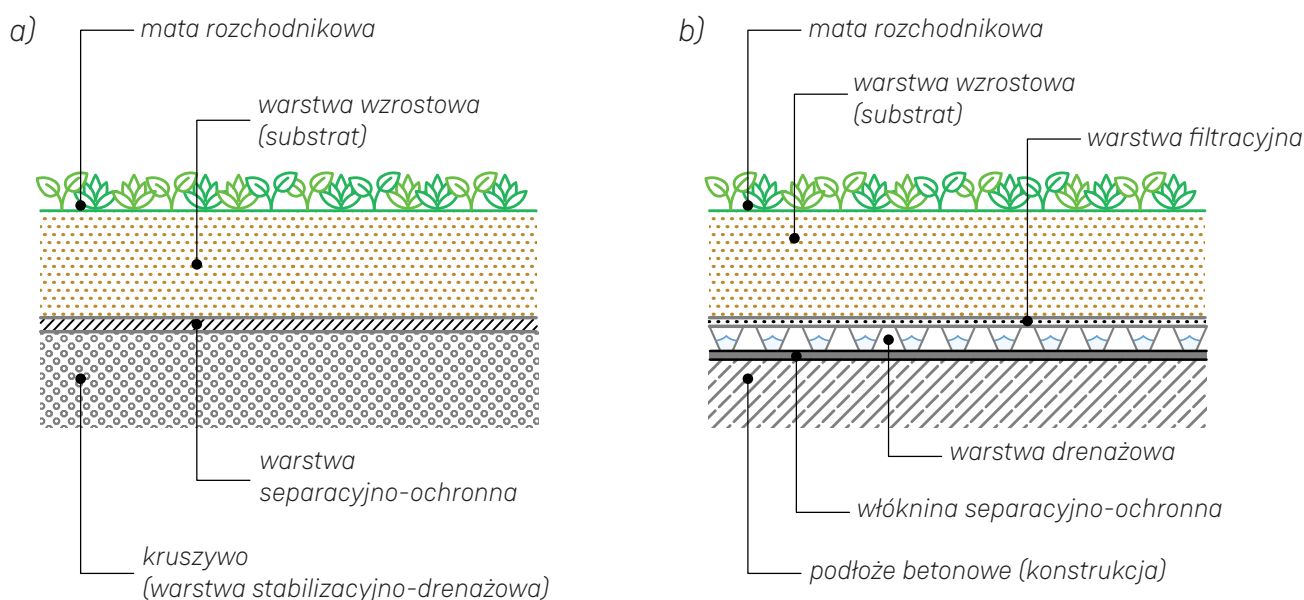 a)
mata rozchodnikowa
warstwa wzrostowa
(substrat)
warstwa
separacyjno-ochronna
kruszywo
(warstwa stabilizacyjno-drenażowa)
b)
mata rozchodnikowa
warstwa wzrostowa
(substrat)
warstwa filtracyjna
warstwa drenażowa
włóknina separacyjno-ochronna
podłoże betonowe (konstrukcja)